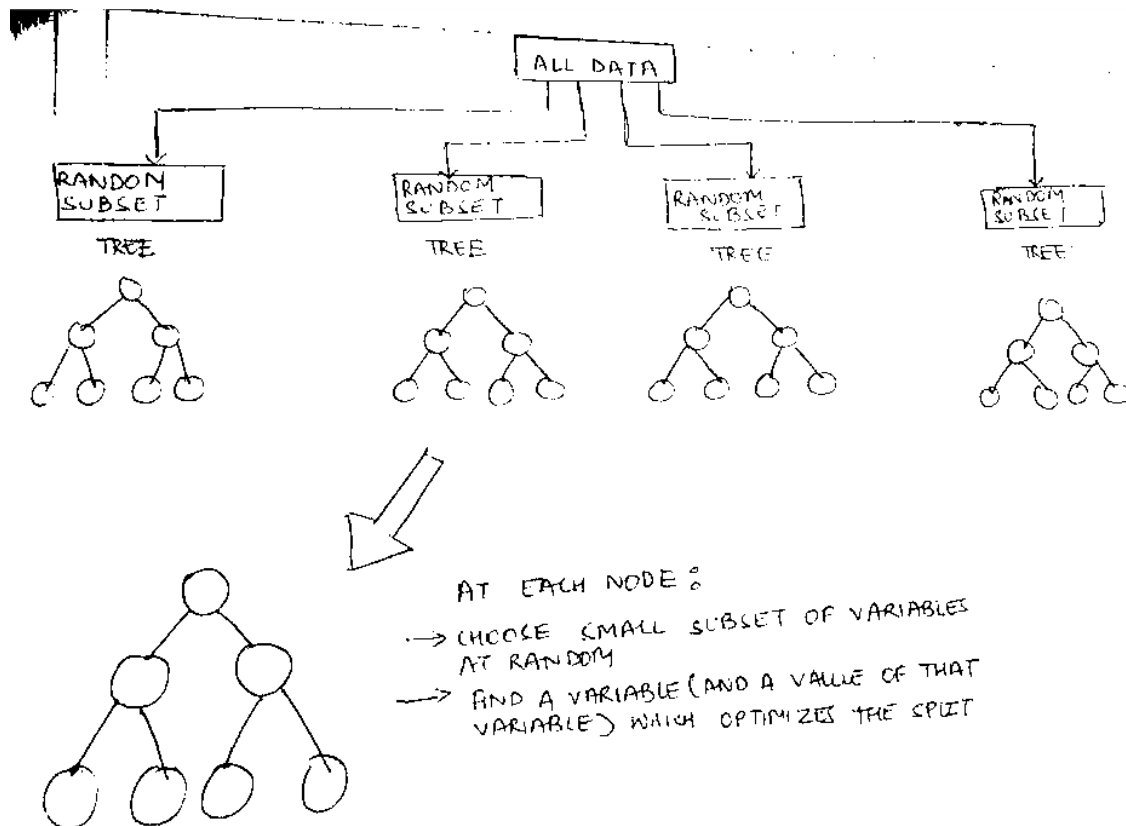 ALL DATA
RANDOM
SUBSET
RANDOM
SUBSET
RANDOM
SUBSET
RANDOM
SUBSET
TREE
TREE
TREE
TREE
AT EACH NODE :
→ CHOOSE SMALL SUBSET OF VARIABLES
AT RANDOM
→ FIND A VARIABLE (AND A VALUE OF THAT
VARIABLE) WHICH OPTIMIZES THE SPLIT